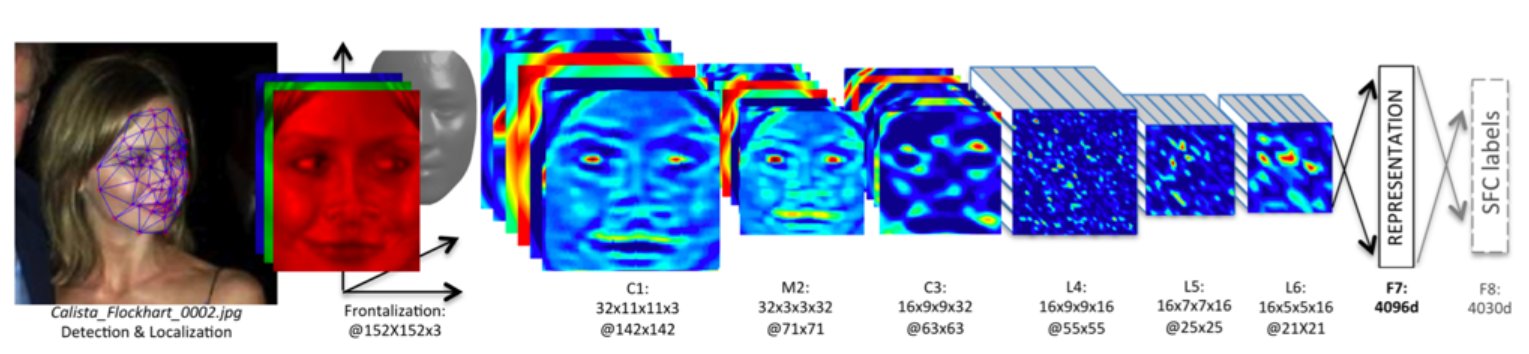 Calista_Flockhart_0002.jpg
Detection & Localization
Frontalization:
@152X152x3
C1:
32x11x11x3
@142x142
M2:
32x3x3x32
@71x71
C3:
16x9x9x32
@63x63
L4:
16x9x9x16
@55x55
L5:
16x7x7x16
@25x25
L6:
16x5x5x16
@21X21
REPRESENTATION
F7:
4096d
SFC labels
F8:
4030d